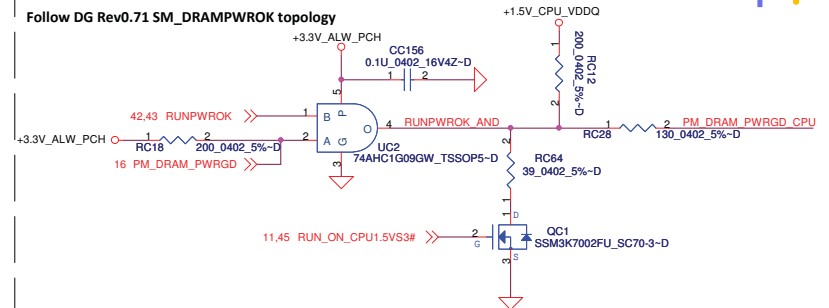 Follow DG Rev0.71 SM_DRAMPWROK topology
+1.5V_CPU_VDDQ
+3.3V_ALW_PCH
CC156
0.1U_0402_16V4Z~D
1 2
1
RC12
200_0402_5%~D
2
5
P
42,43 RUNPWROK
1
B
O
4
RUNPWROK_AND
1 2
PM_DRAM_PWRGD_CPU
RC28
130_0402_5%~D
+3.3V_ALW_PCH
1 2
RC18
200_0402_5%~D
2
A
G
UC2
74AHC1G09GW_TSSOP5~D
16 PM_DRAM_PWRGD
3
2
RC64
39_0402_5%~D
1
1
D
11,45 RUN_ON_CPU1.5VS3#
2
G
QC1
SSM3K7002FU_SC70-3~D
S
3